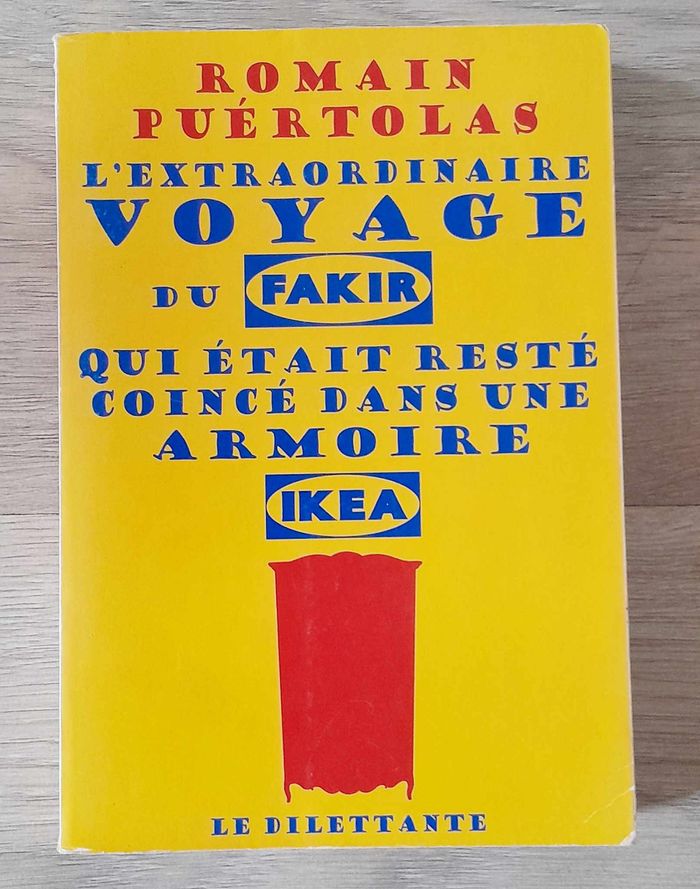 ROMAIN
PUÉRTOLAS
L'EXTRAORDINAIRE
VOYAGE
DU FAKIR
QUI ÉTAIT RESTÉ
COINCÉ DANS UNE
ARMOIRE
IKEA
LE DILETTANTE